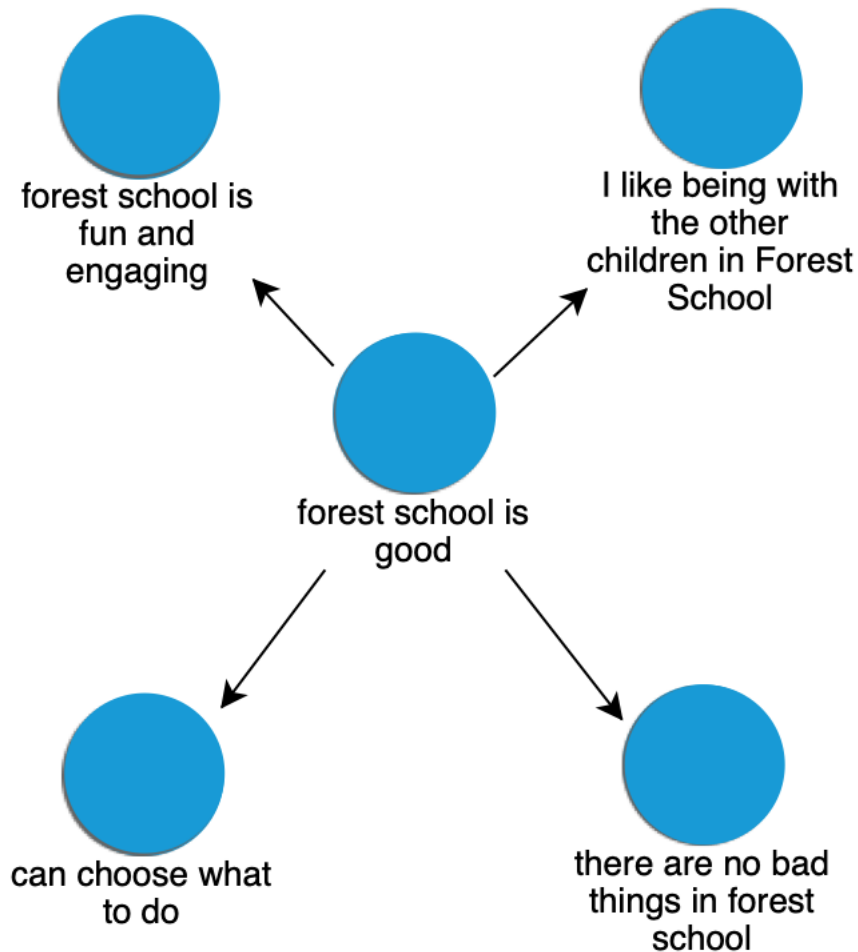 forest school is
fun and
engaging
I like being with
the other
children in Forest
School
forest school is
good
can choose what
to do
there are no bad
things in forest
school